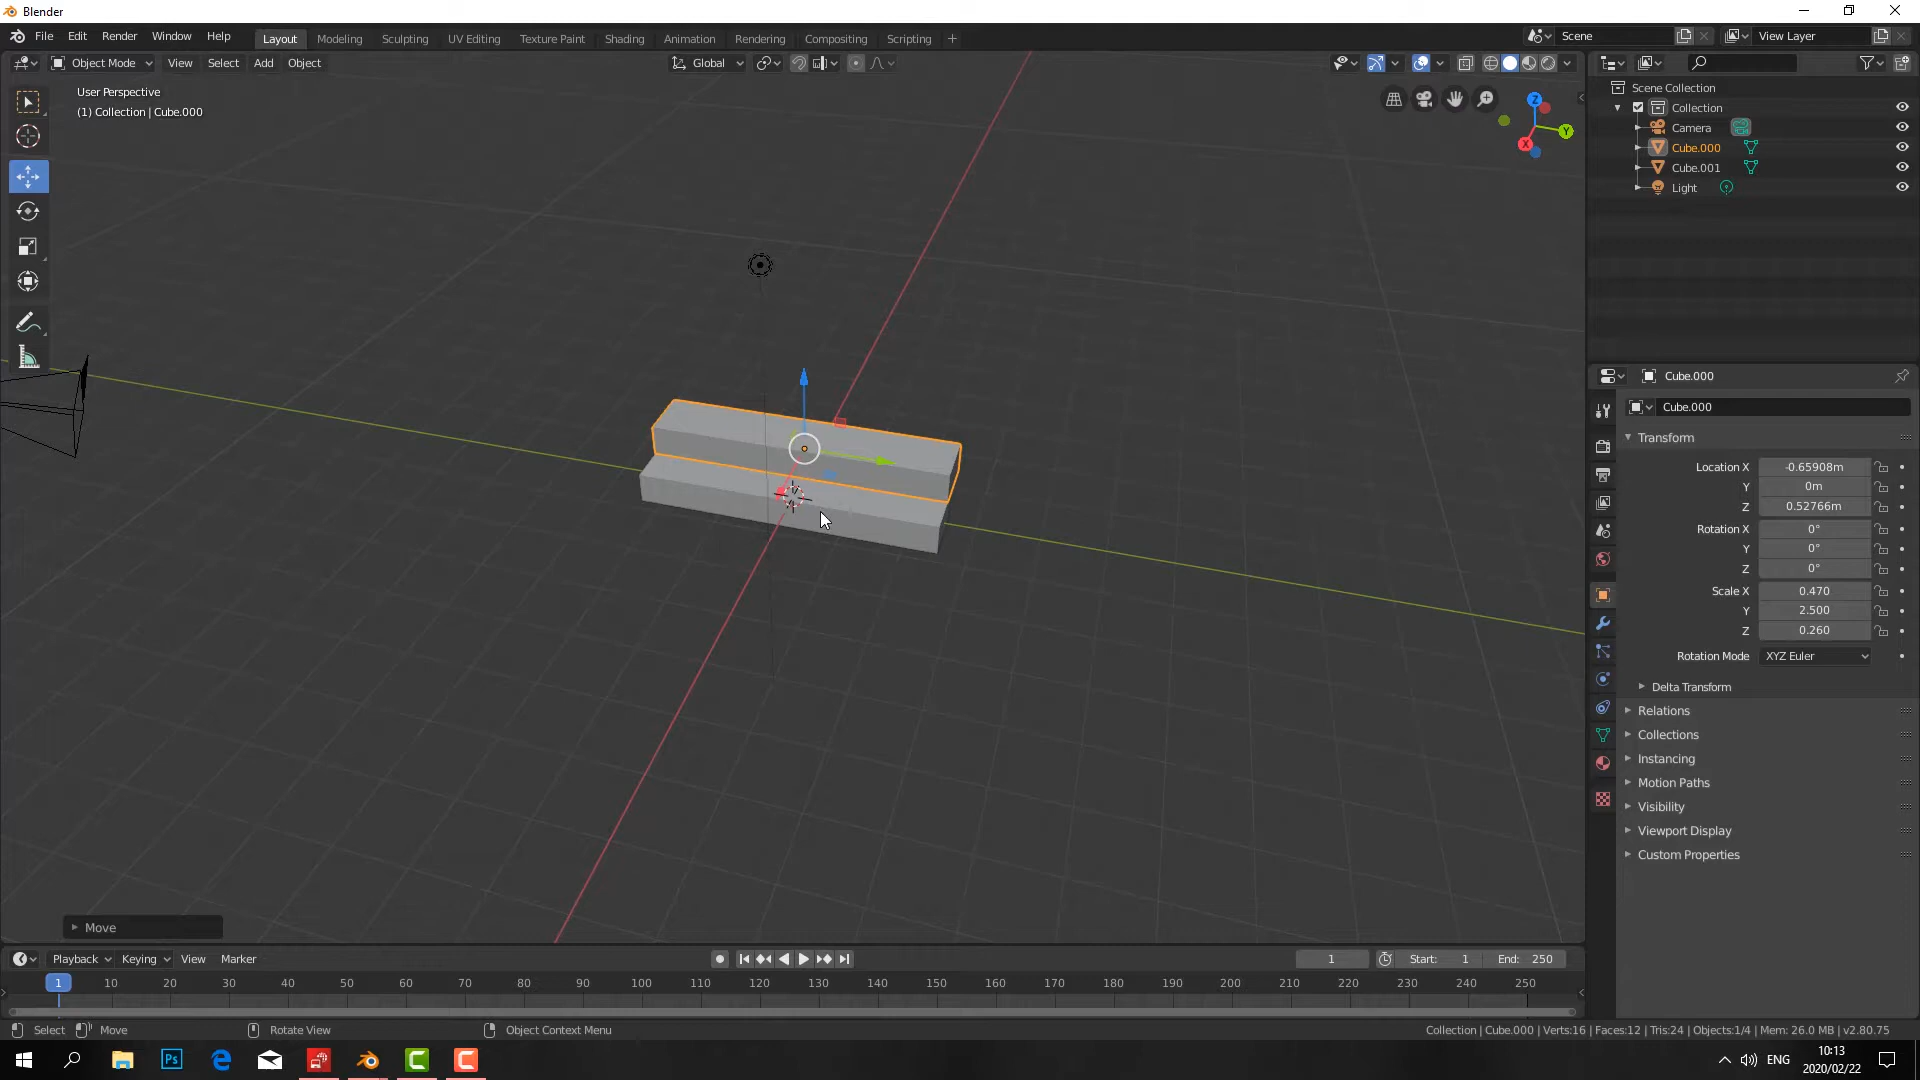 Blender
File Edit Render Window Help Layout Modeling Sculpting UV Editing Texture Paint Shading Animation Rendering Compositing Scripting + Scene View Layer
Object Mode View Select Add Object Global
User Perspective
(1) Collection | Cube.000
Z
Y
X
Scene Collection
Collection
Camera
Cube.000
Cube.001
Light
Cube.000
Cube.000
Transform
Location X -0.65908m
Y 0m
Z 0.52766m
Rotation X 0°
Y 0°
Z 0°
Scale X 0.470
Y 2.500
Z 0.260
Rotation Mode XYZ Euler
Delta Transform
Relations
Collections
Instancing
Motion Paths
Visibility
Viewport Display
Custom Properties
Move
Playback Keying View Marker 1 Start: 1 End: 250
1 10 20 30 40 50 60 70 80 90 100 110 120 130 140 150 160 170 180 190 200 210 220 230 240 250
Select Move Rotate View Object Context Menu Collection | Cube.000 | Verts:16 | Faces:12 | Tris:24 | Objects:1/4 | Mem: 26.0 MB | v2.80.75
Ps ENG 10:13
2020/02/22